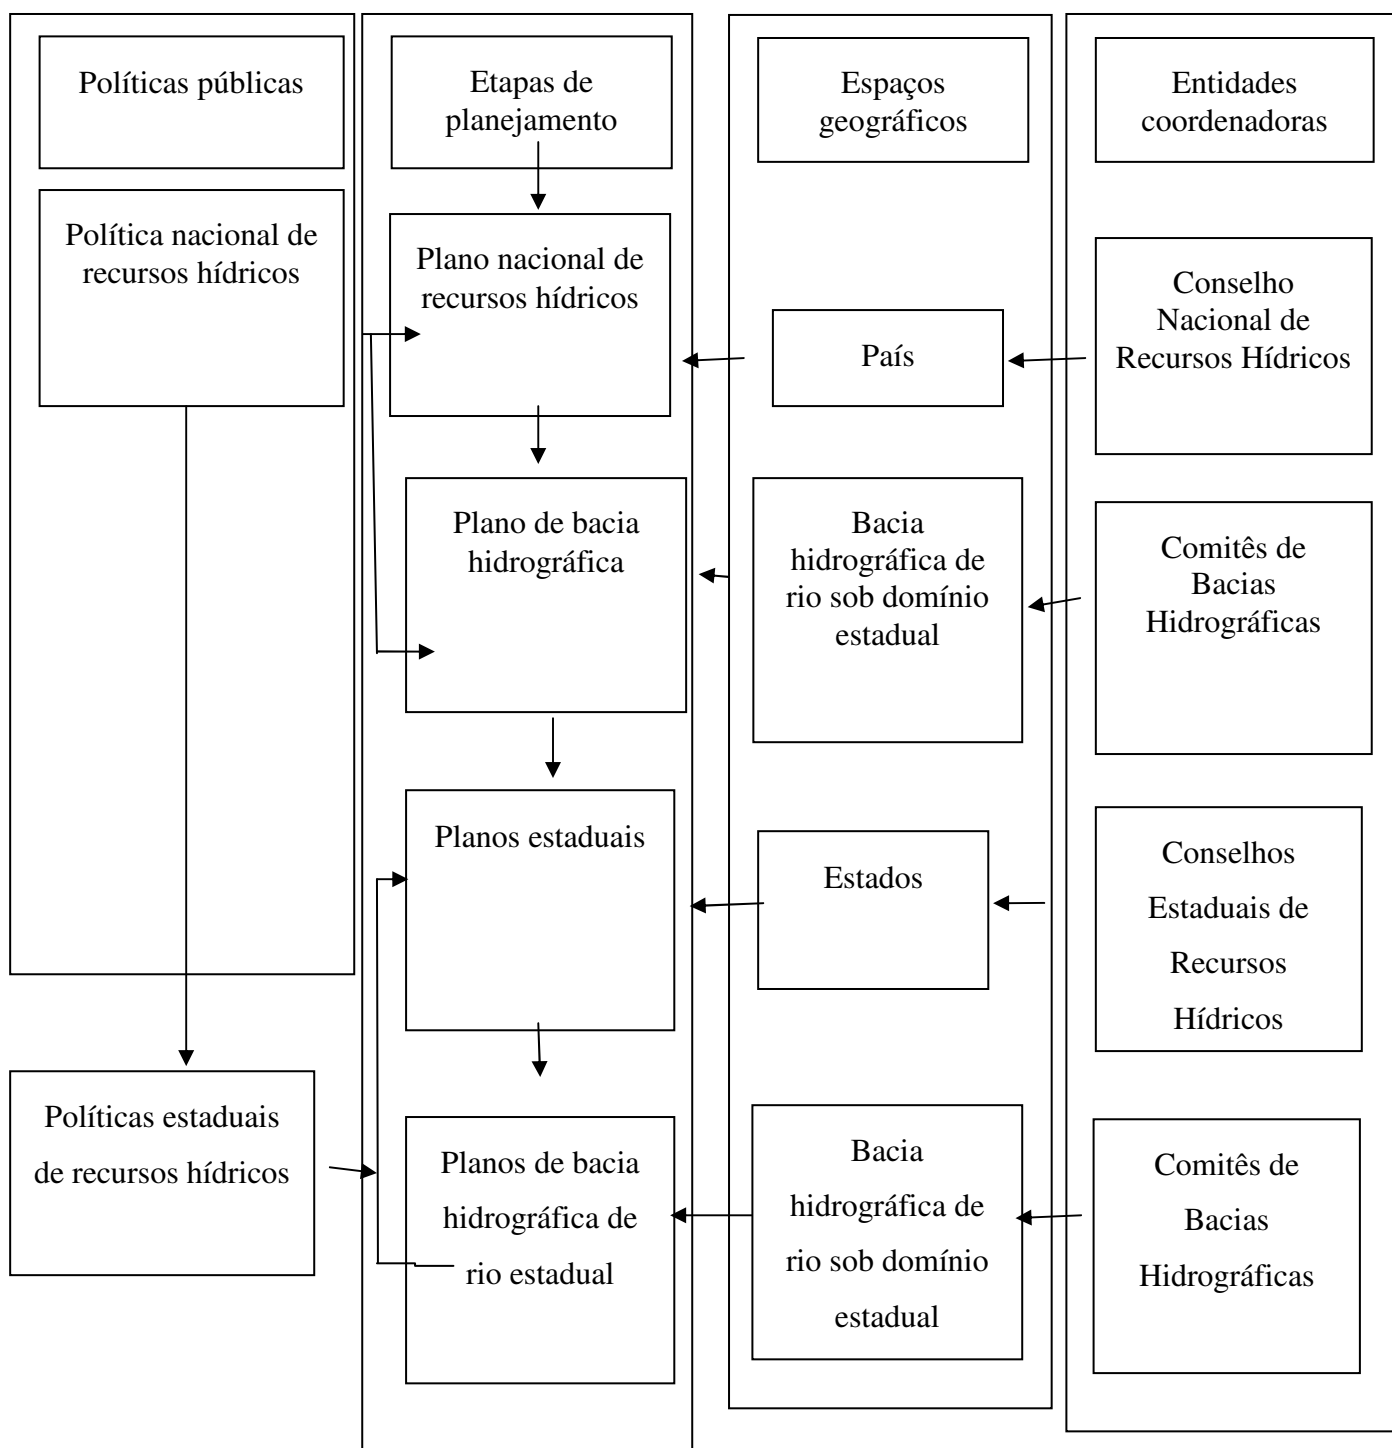 Políticas públicas
Etapas de
planejamento
Espaços
geográficos
Entidades
coordenadoras
Política nacional de
recursos hídricos
Plano nacional de
recursos hídricos
País
Conselho
Nacional de
Recursos Hídricos
Plano de bacia
hidrográfica
Bacia
hidrográfica de
rio sob domínio
estadual
Comitês de
Bacias
Hidrográficas
Planos estaduais
Estados
Conselhos
Estaduais de
Recursos
Hídricos
Políticas estaduais
de recursos hídricos
Planos de bacia
hidrográfica de
rio estadual
Bacia
hidrográfica de
rio sob domínio
estadual
Comitês de
Bacias
Hidrográficas